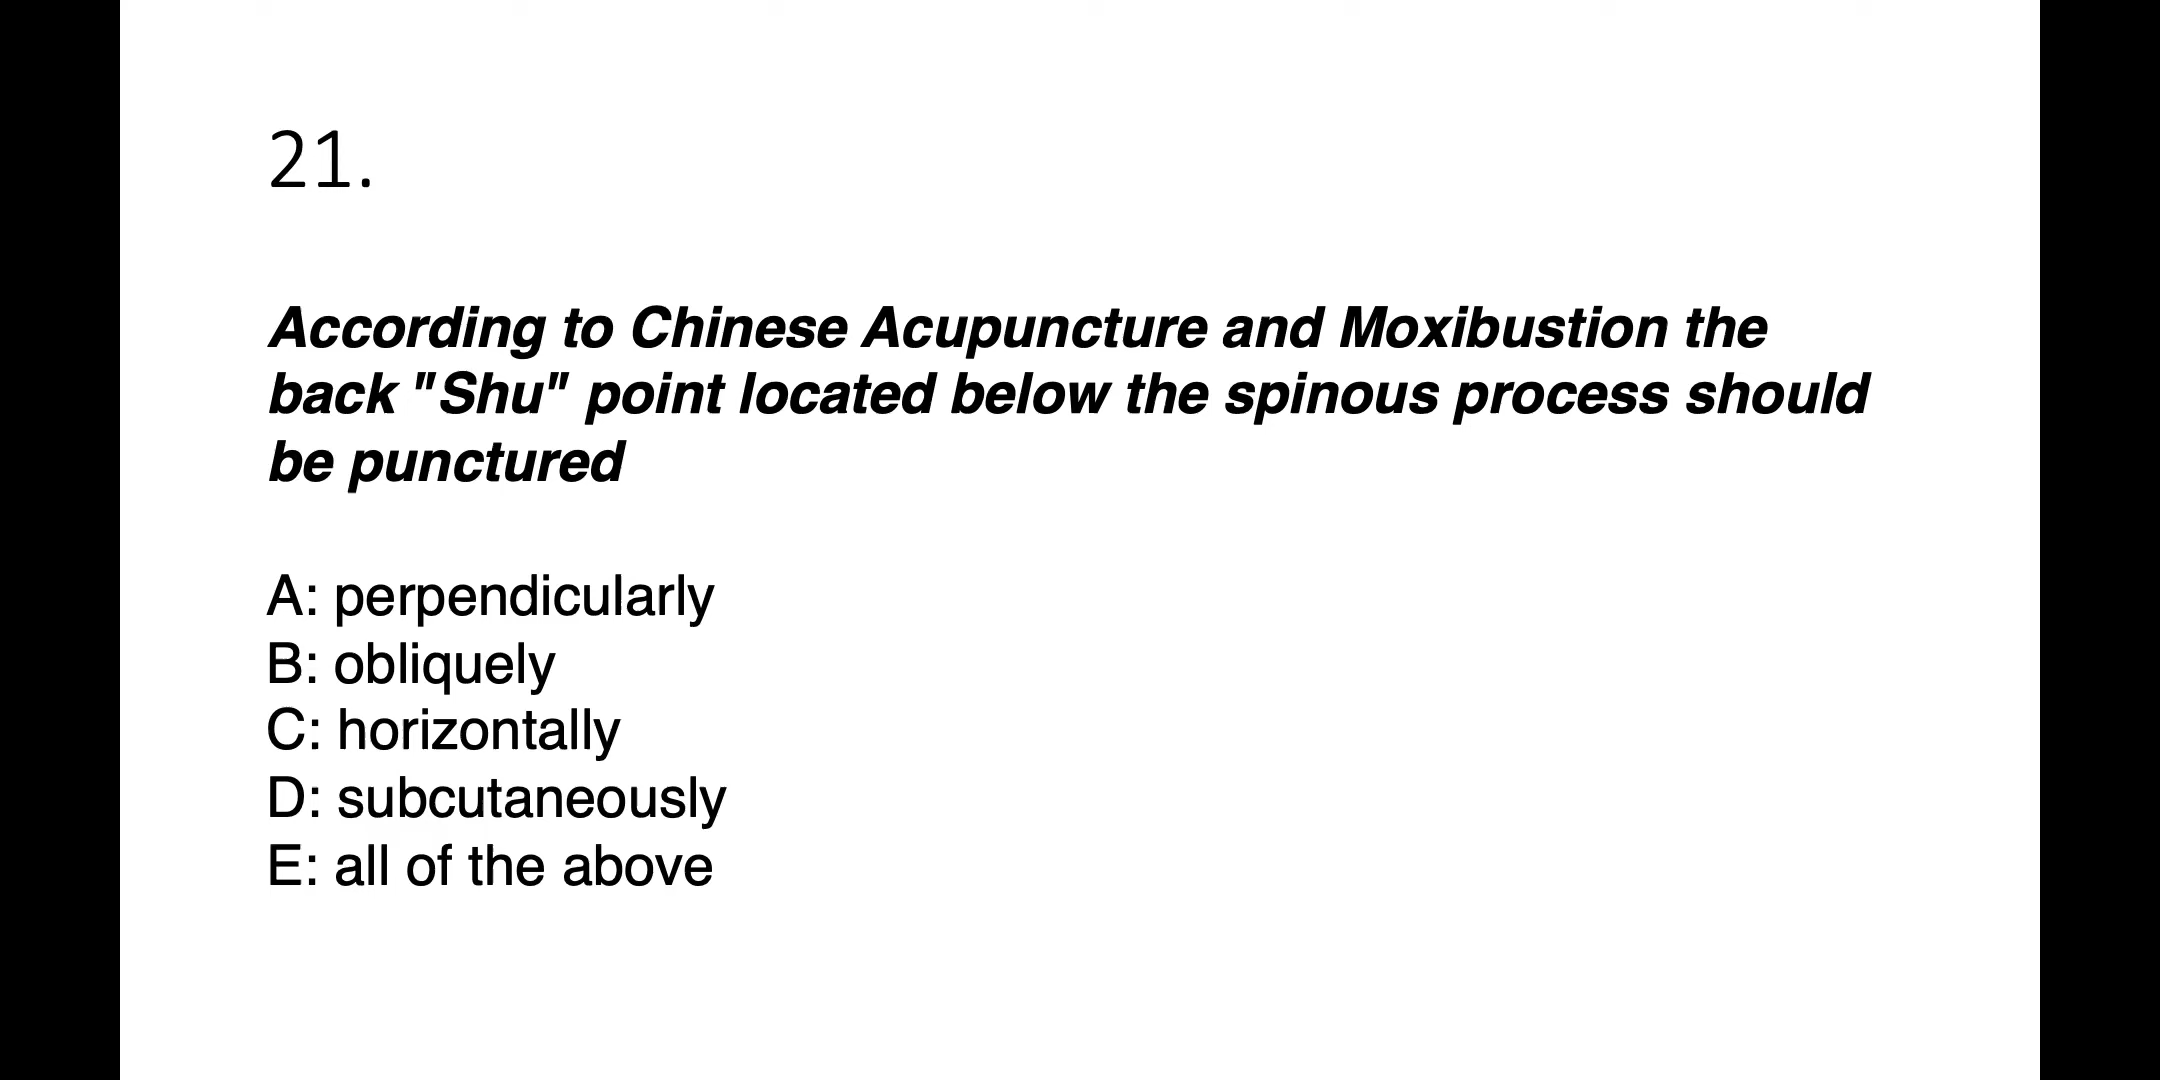 21.
According to Chinese Acupuncture and Moxibustion the
back "Shu" point located below the spinous process should
be punctured
A: perpendicularly
B: obliquely
C: horizontally
D: subcutaneously
E: all of the above